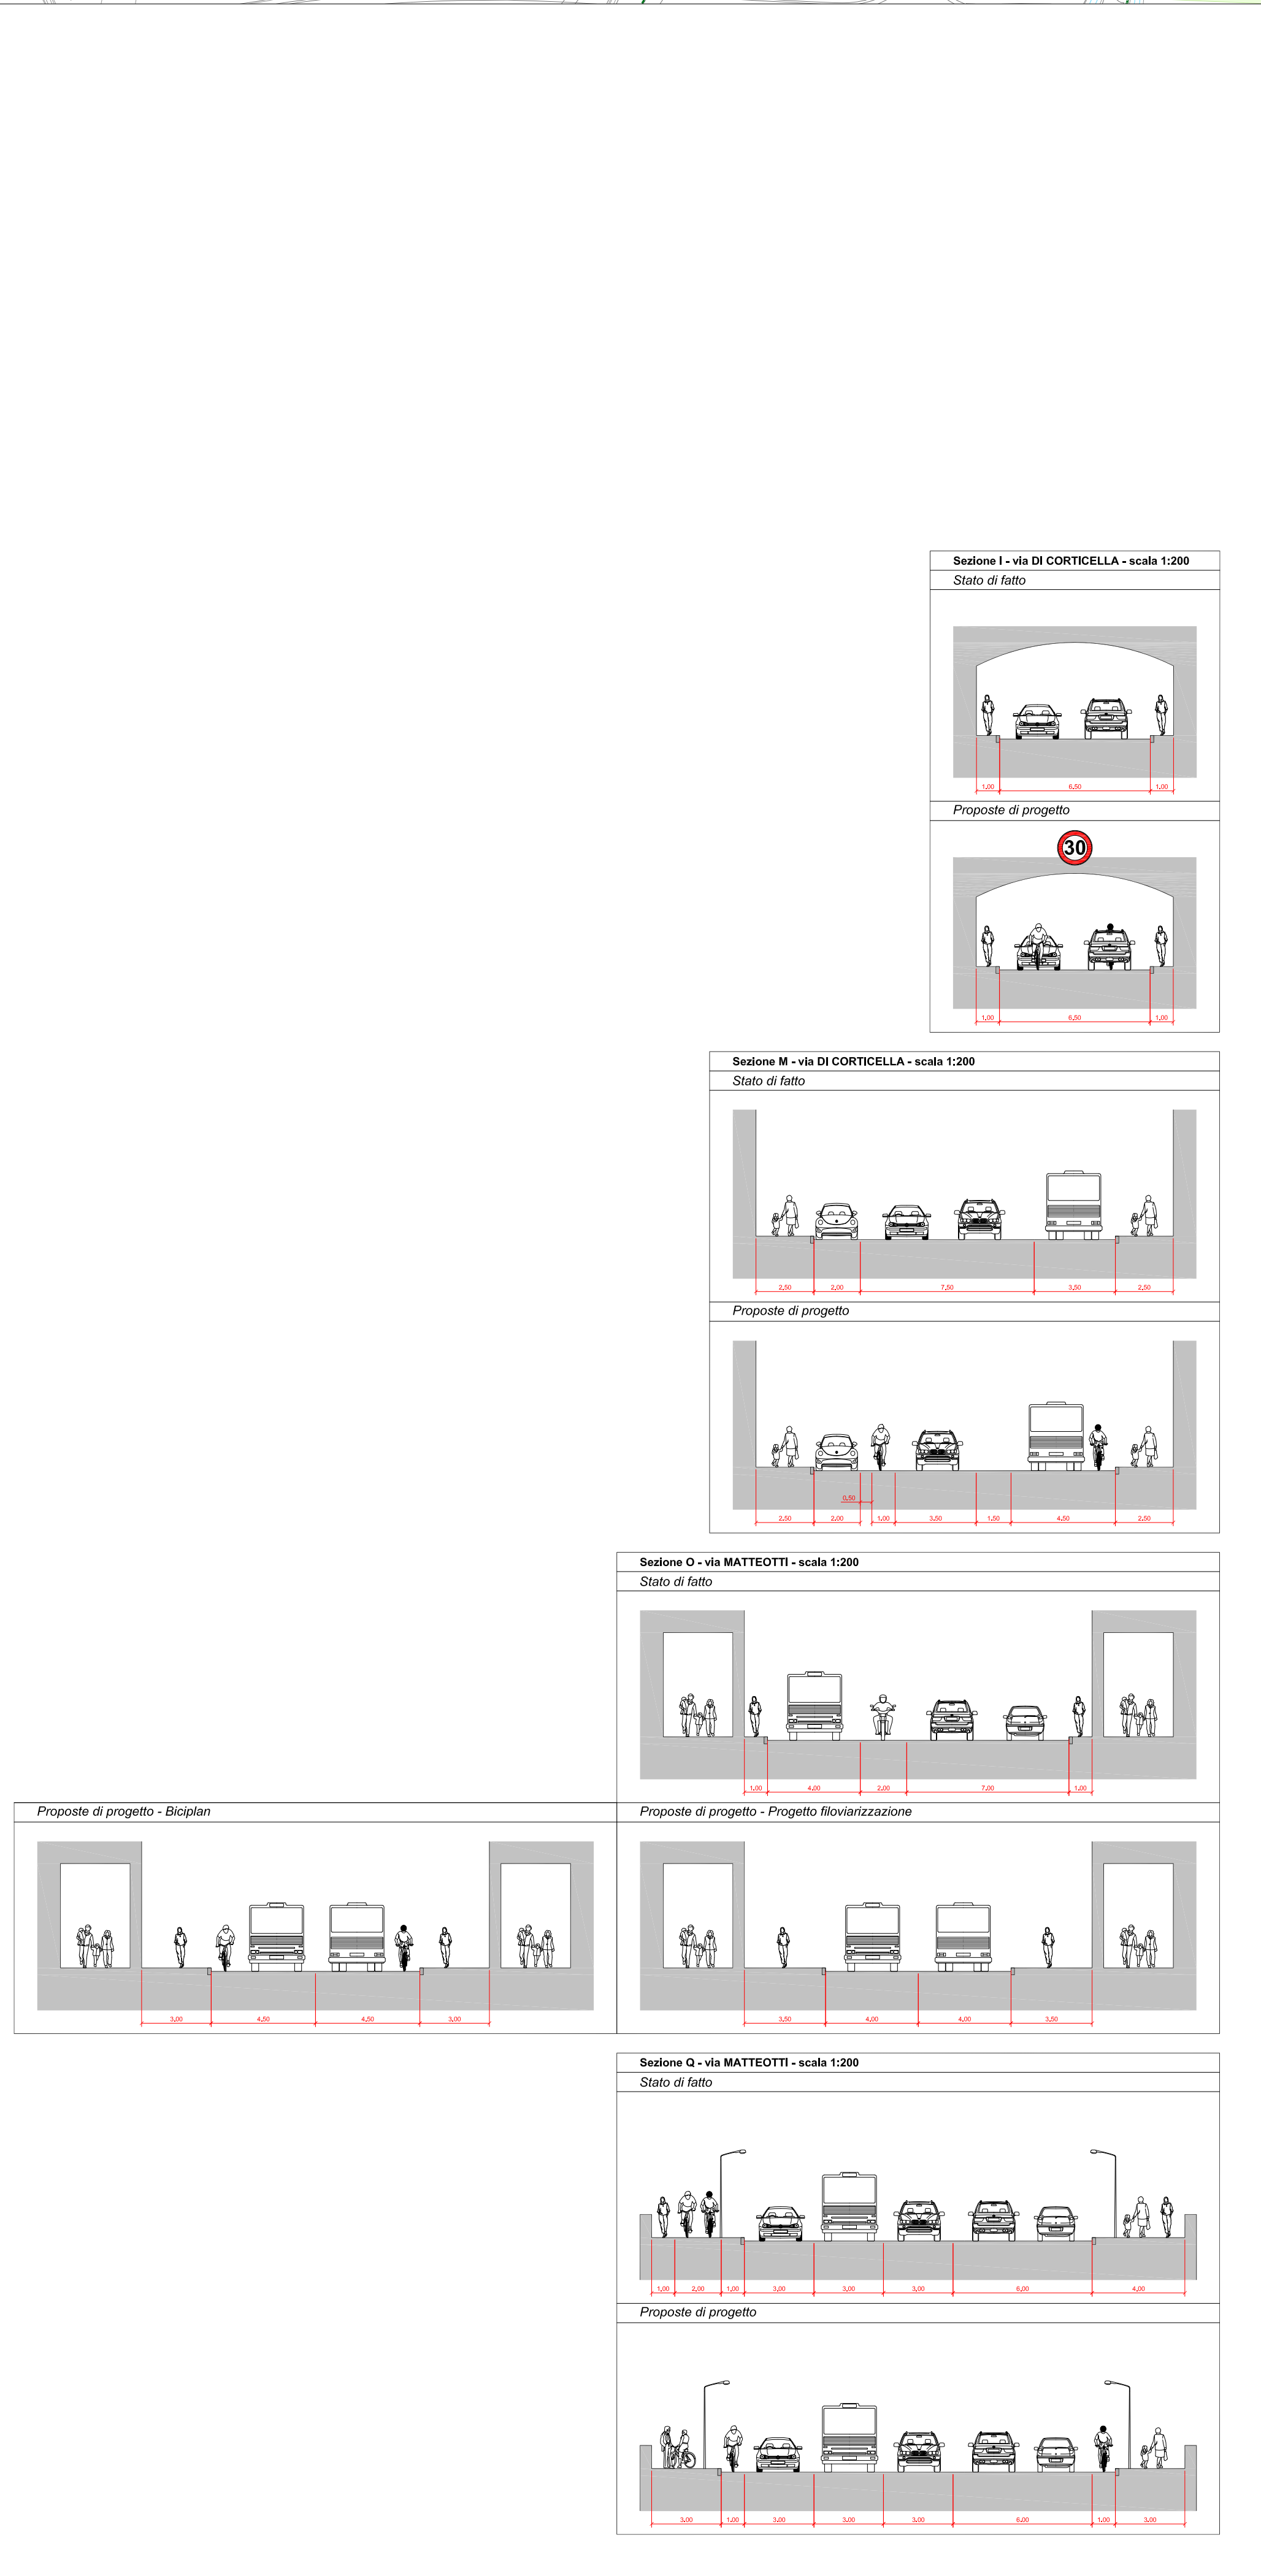 Sezione I - via DI CORTICELLA - scala 1:200
Stato di fatto
1,00 6,50 1,00
Proposte di progetto
30
1,00 6,50 1,00
Sezione M - via DI CORTICELLA - scala 1:200
Stato di fatto
2,50 2,00 7,50 3,50 2,50
Proposte di progetto
0,50
2,50 2,00 1,00 3,50 1,50 4,50 2,50
Sezione O - via MATTEOTTI - scala 1:200
Stato di fatto
1,00 4,00 2,00 7,00 1,00
Proposte di progetto - Biciplan
3,00 4,50 4,50 3,00
Proposte di progetto - Progetto filoviarizzazione
3,50 4,00 4,00 3,50
Sezione Q - via MATTEOTTI - scala 1:200
Stato di fatto
1,00 2,00 1,00 3,00 3,00 3,00 6,00 4,00
Proposte di progetto
3,00 1,00 3,00 3,00 3,00 6,00 1,00 3,00